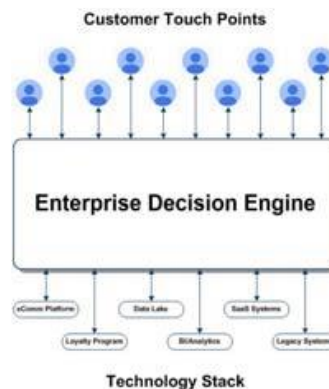 Customer Touch Points
Enterprise Decision Engine
eComm Platform
Data Lake
SaaS Systems
Loyalty Program
BI/Analytics
Legacy Systems
Technology Stack